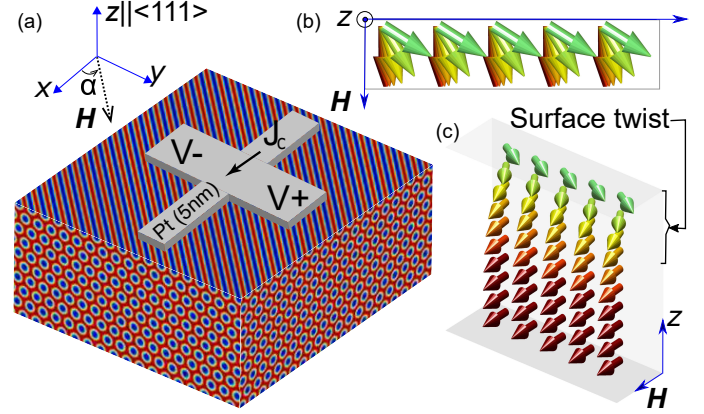 (a)
z||<111>
x
y
α
H
V-
J_c
V+
Pt (5nm)
(b)
z
H
(c)
Surface twist
z
H